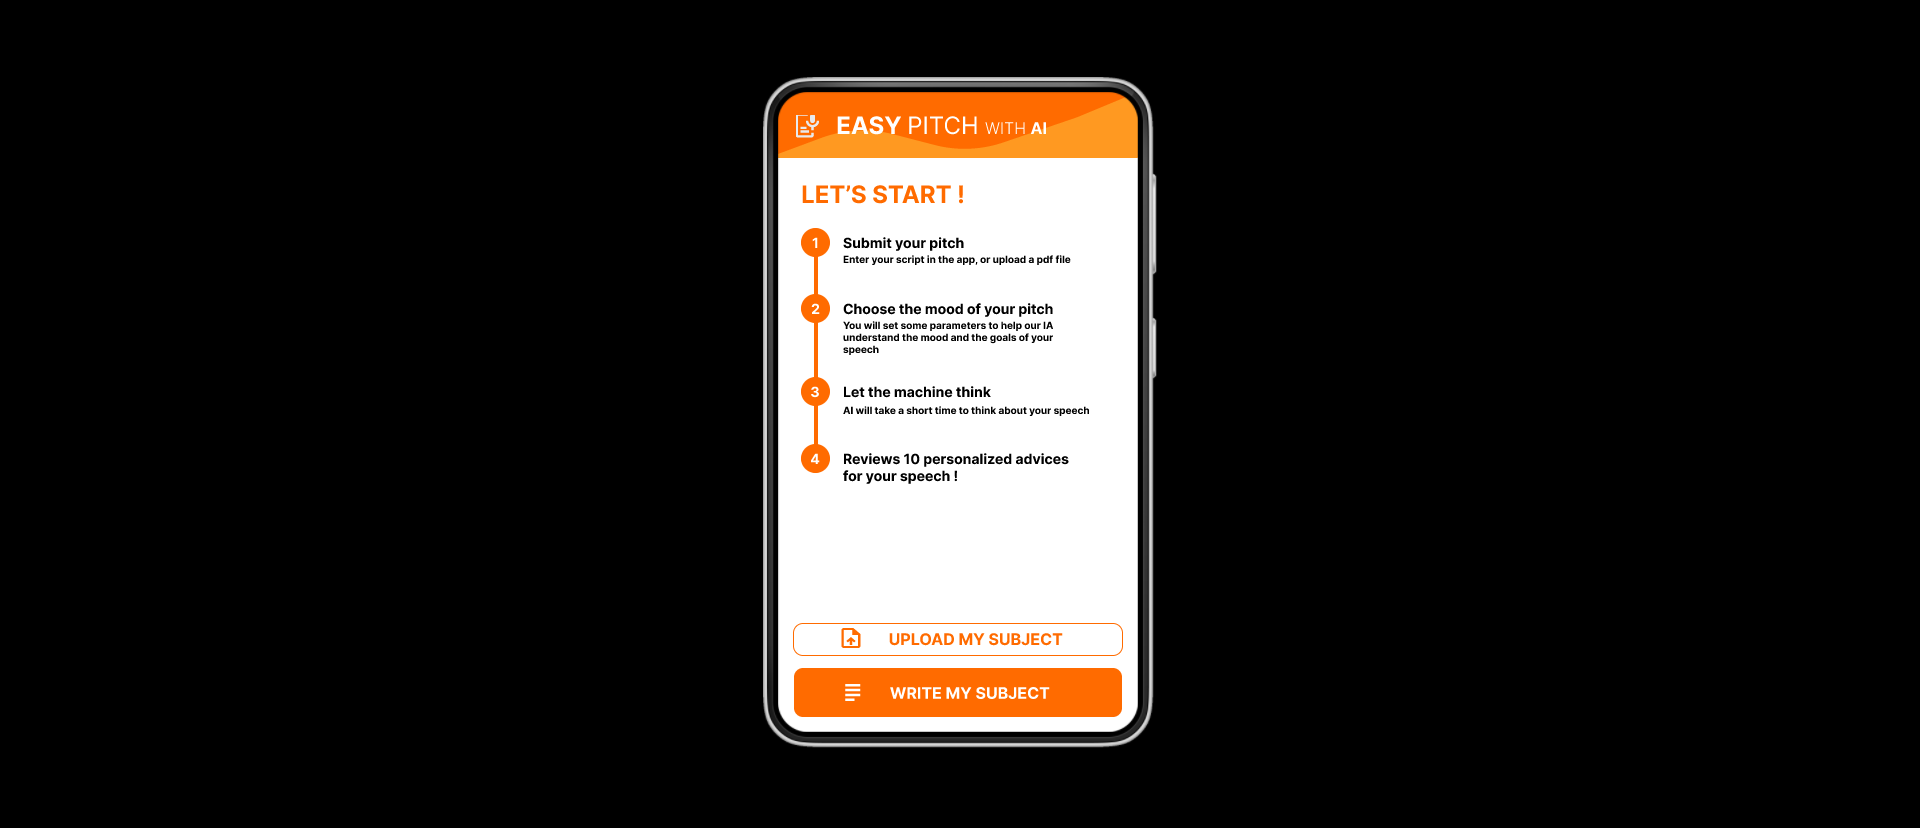 EASY PITCH WITH AI
LET’S START !
1
Submit your pitch
Enter your script in the app, or upload a pdf file
2
Choose the mood of your pitch
You will set some parameters to help our IA
understand the mood and the goals of your
speech
3
Let the machine think
AI will take a short time to think about your speech
4
Reviews 10 personalized advices
for your speech !
UPLOAD MY SUBJECT
WRITE MY SUBJECT